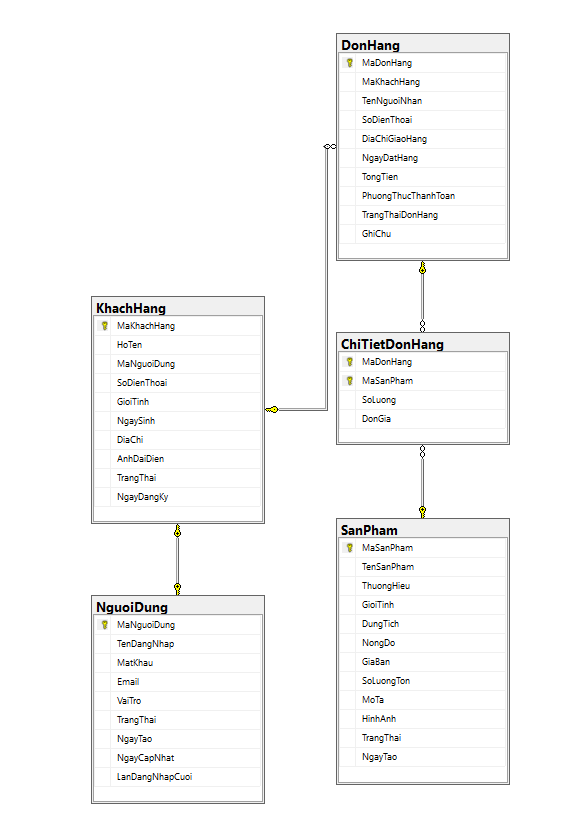 DonHang
MaDonHang
MaKhachHang
TenNguoiNhan
SoDienThoai
DiaChiGiaoHang
NgayDatHang
TongTien
PhuongThucThanhToan
TrangThaiDonHang
GhiChu
KhachHang
MaKhachHang
HoTen
MaNguoiDung
SoDienThoai
GioiTinh
NgaySinh
DiaChi
AnhDaiDien
TrangThai
NgayDangKy
ChiTietDonHang
MaDonHang
MaSanPham
SoLuong
DonGia
NguoiDung
MaNguoiDung
TenDangNhap
MatKhau
Email
VaiTro
TrangThai
NgayTao
NgayCapNhat
LanDangNhapCuoi
SanPham
MaSanPham
TenSanPham
ThuongHieu
GioiTinh
DungTich
NongDo
GiaBan
SoLuongTon
MoTa
HinhAnh
TrangThai
NgayTao